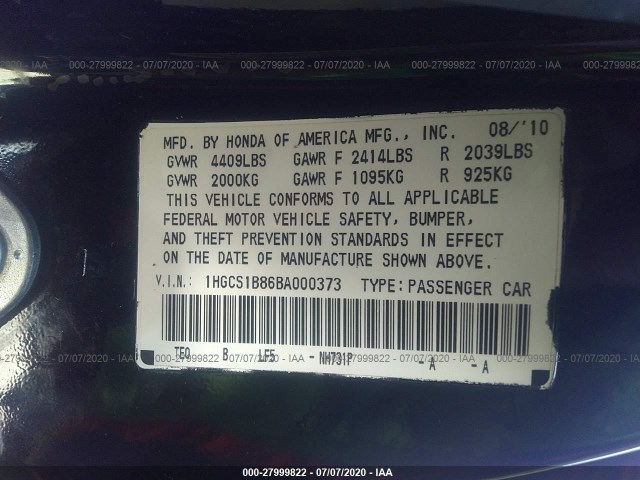 000-27999822 - 07/07/2020 - IAA
MFD. BY HONDA OF AMERICA MFG., INC. 08/'10
GVWR 4409LBS GAWR F 2414LBS R 2039LBS
GVWR 2000KG GAWR F 1095KG R 925KG
THIS VEHICLE CONFORMS TO ALL APPLICABLE
FEDERAL MOTOR VEHICLE SAFETY, BUMPER,
AND THEFT PREVENTION STANDARDS IN EFFECT
ON THE DATE OF MANUFACTURE SHOWN ABOVE.
V.I.N.: 1HGCS1B86BA000373 TYPE: PASSENGER CAR
TE0 B LF5 - NH731P - A - A
000-27999822 - 07/07/2020 - IAA